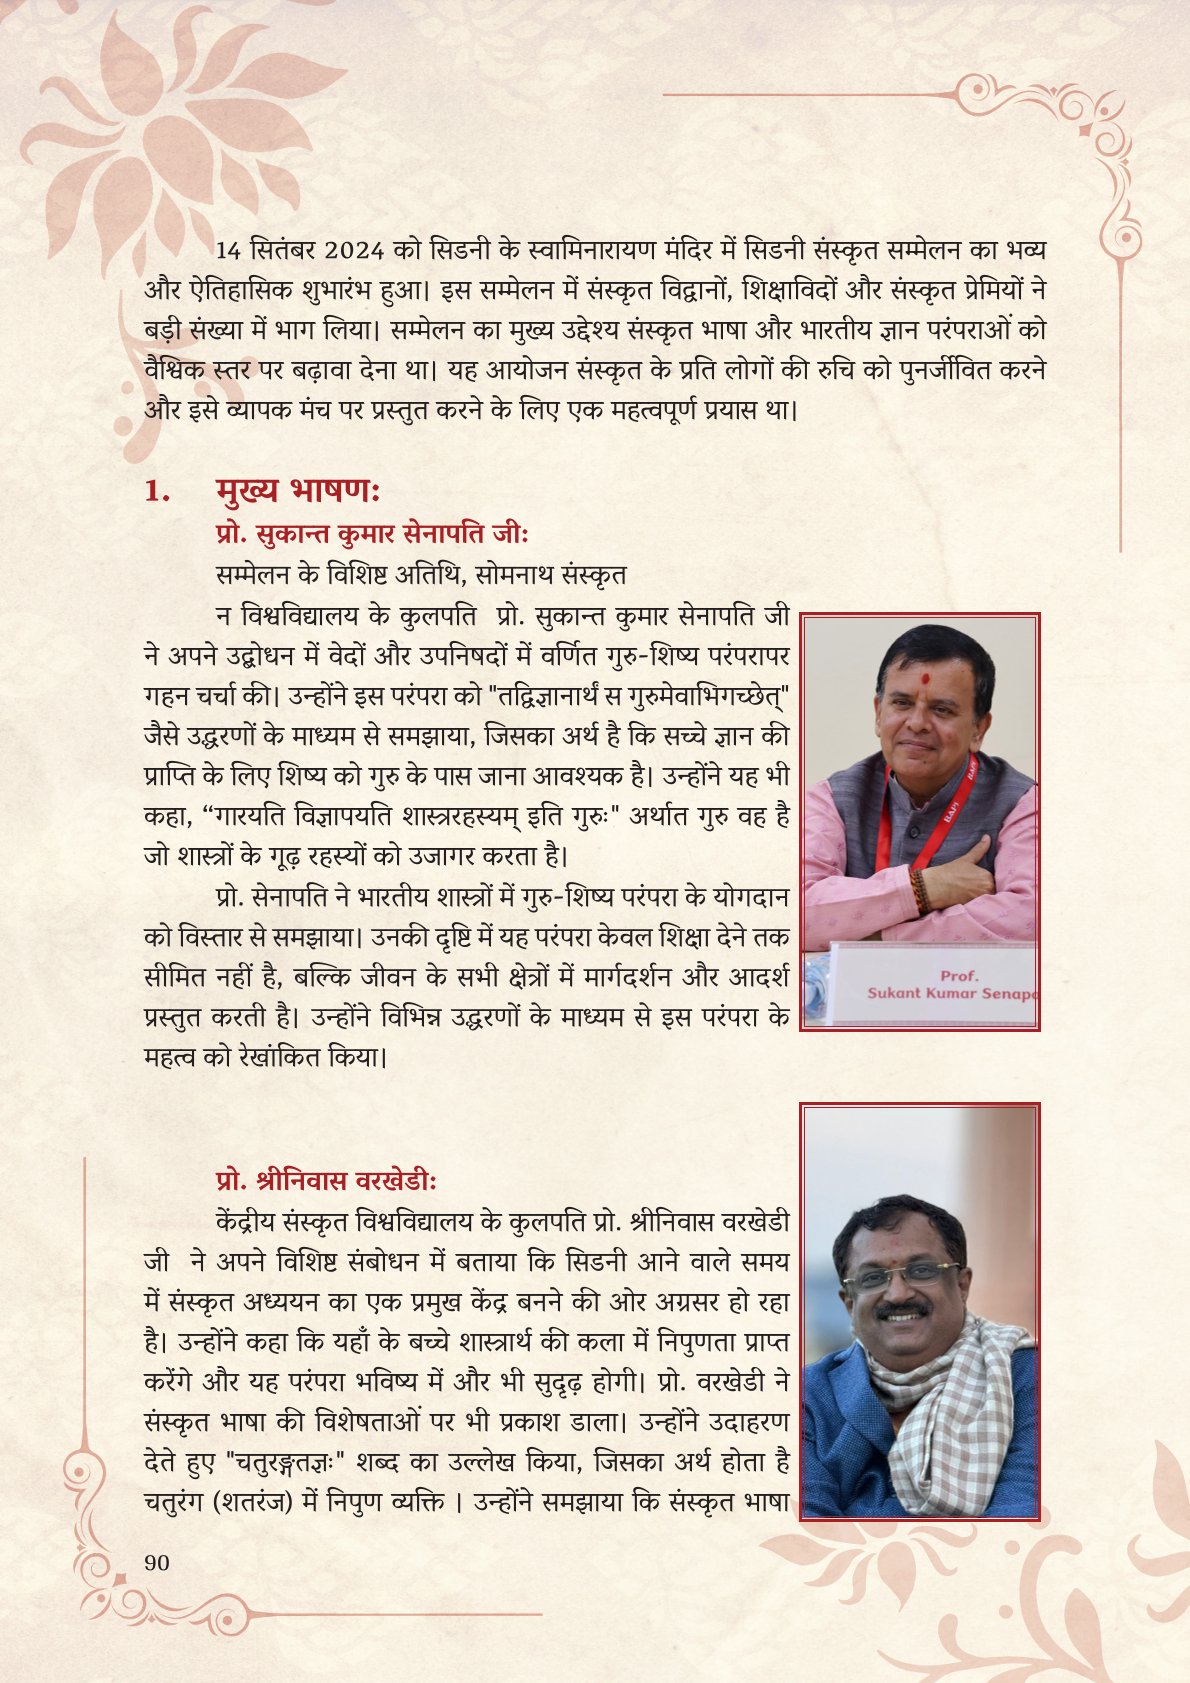 14 सितंबर 2024 को सिडनी के स्वामिनारायण मंदिर में सिडनी संस्कृत सम्मेलन का भव्य
और ऐतिहासिक शुभारंभ हुआ। इस सम्मेलन में संस्कृत विद्वानों, शिक्षाविदों और संस्कृत प्रेमियों ने
बड़ी संख्या में भाग लिया। सम्मेलन का मुख्य उद्देश्य संस्कृत भाषा और भारतीय ज्ञान परंपराओं को
वैश्विक स्तर पर बढ़ावा देना था। यह आयोजन संस्कृत के प्रति लोगों की रुचि को पुनर्जीवित करने
और इसे व्यापक मंच पर प्रस्तुत करने के लिए एक महत्वपूर्ण प्रयास था।
1. मुख्य भाषण:
प्रो. सुकान्त कुमार सेनापति जी:
सम्मेलन के विशिष्ट अतिथि, सोमनाथ संस्कृत
न विश्वविद्यालय के कुलपति प्रो. सुकान्त कुमार सेनापति जी
ने अपने उद्बोधन में वेदों और उपनिषदों में वर्णित गुरु-शिष्य परंपरापर
गहन चर्चा की। उन्होंने इस परंपरा को "तद्विज्ञानार्थं स गुरुमेवाभिगच्छेत्"
जैसे उद्धरणों के माध्यम से समझाया, जिसका अर्थ है कि सच्चे ज्ञान की
प्राप्ति के लिए शिष्य को गुरु के पास जाना आवश्यक है। उन्होंने यह भी
कहा, “गारयति विज्ञापयति शास्त्ररहस्यम् इति गुरुः" अर्थात गुरु वह है
जो शास्त्रों के गूढ़ रहस्यों को उजागर करता है।
प्रो. सेनापति ने भारतीय शास्त्रों में गुरु-शिष्य परंपरा के योगदान
को विस्तार से समझाया। उनकी दृष्टि में यह परंपरा केवल शिक्षा देने तक
सीमित नहीं है, बल्कि जीवन के सभी क्षेत्रों में मार्गदर्शन और आदर्श
प्रस्तुत करती है। उन्होंने विभिन्न उद्धरणों के माध्यम से इस परंपरा के
महत्व को रेखांकित किया।
BAPI
BAPI
Prof.
Sukant Kumar Senapa
प्रो. श्रीनिवास वरखेडी:
केंद्रीय संस्कृत विश्वविद्यालय के कुलपति प्रो. श्रीनिवास वरखेडी
जी ने अपने विशिष्ट संबोधन में बताया कि सिडनी आने वाले समय
में संस्कृत अध्ययन का एक प्रमुख केंद्र बनने की ओर अग्रसर हो रहा
है। उन्होंने कहा कि यहाँ के बच्चे शास्त्रार्थ की कला में निपुणता प्राप्त
करेंगे और यह परंपरा भविष्य में और भी सुदृढ़ होगी। प्रो. वरखेडी ने
संस्कृत भाषा की विशेषताओं पर भी प्रकाश डाला। उन्होंने उदाहरण
देते हुए "चतुरङ्गतज्ञः" शब्द का उल्लेख किया, जिसका अर्थ होता है
चतुरंग (शतरंज) में निपुण व्यक्ति । उन्होंने समझाया कि संस्कृत भाषा
90